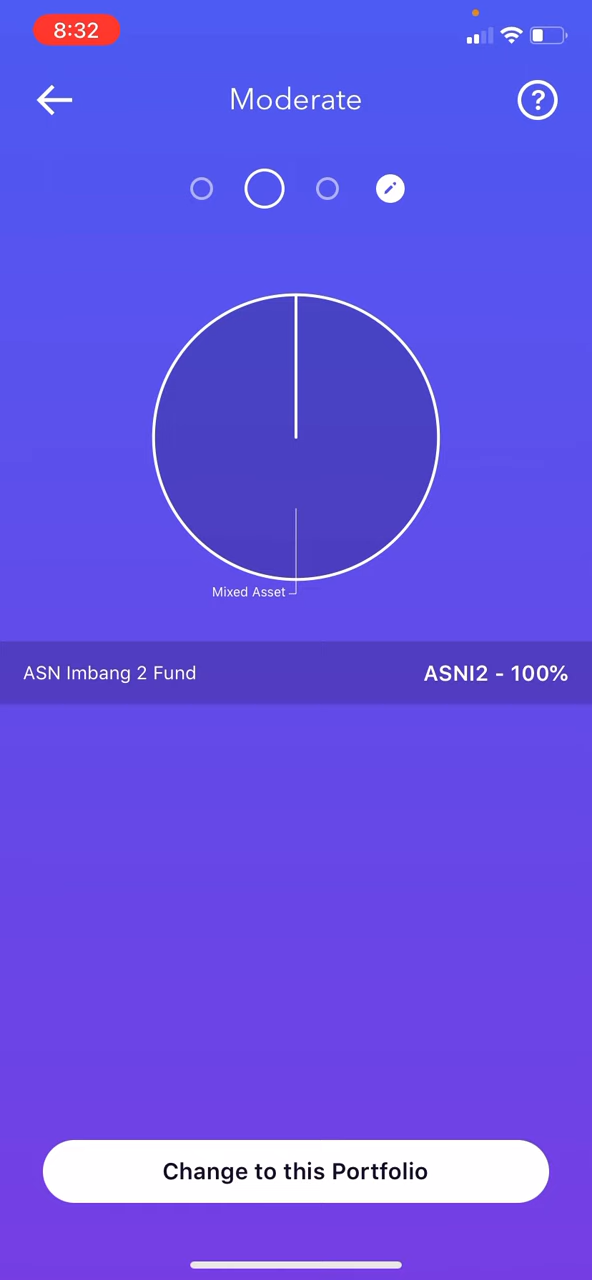 8:32
Moderate
?
Mixed Asset
ASN Imbang 2 Fund
ASNI2 - 100%
Change to this Portfolio